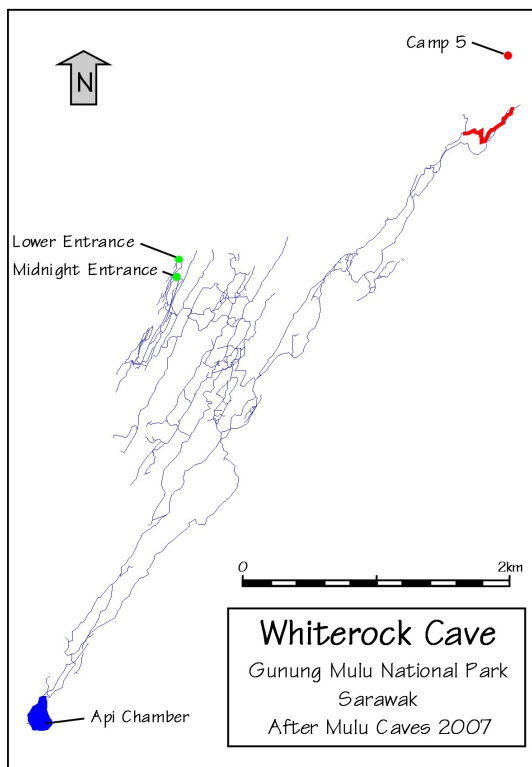 Camp 5
N
Lower Entrance
Midnight Entrance
0 2km
Whiterock Cave
Gunung Mulu National Park
Sarawak
After Mulu Caves 2007
Api Chamber